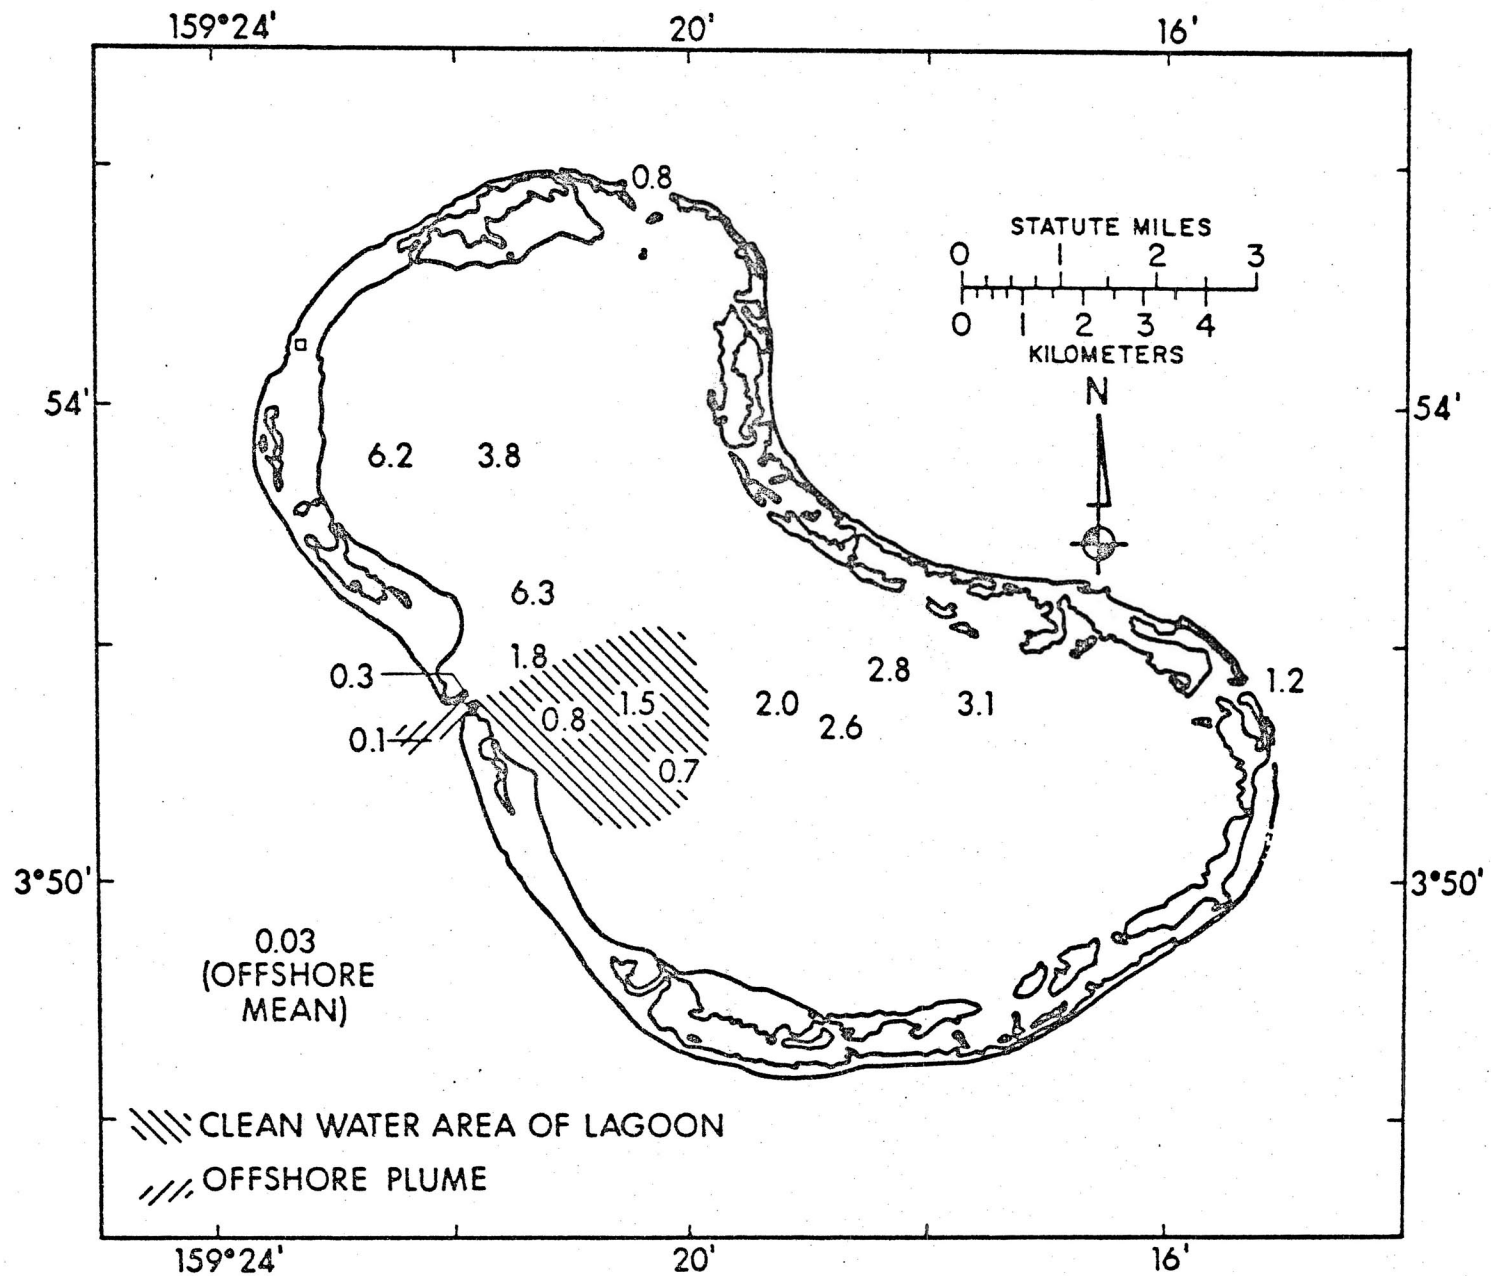 159°24' 20' 16'
0.8
STATUTE MILES
0 1 2 3
0 1 2 3 4
KILOMETERS
N
54' 54'
6.2 3.8
6.3
1.8
0.3
2.8
1.2
1.5
2.0
3.1
0.8
2.6
0.1
0.7
3°50' 3°50'
0.03
(OFFSHORE
MEAN)
CLEAN WATER AREA OF LAGOON
OFFSHORE PLUME
159°24' 20' 16'